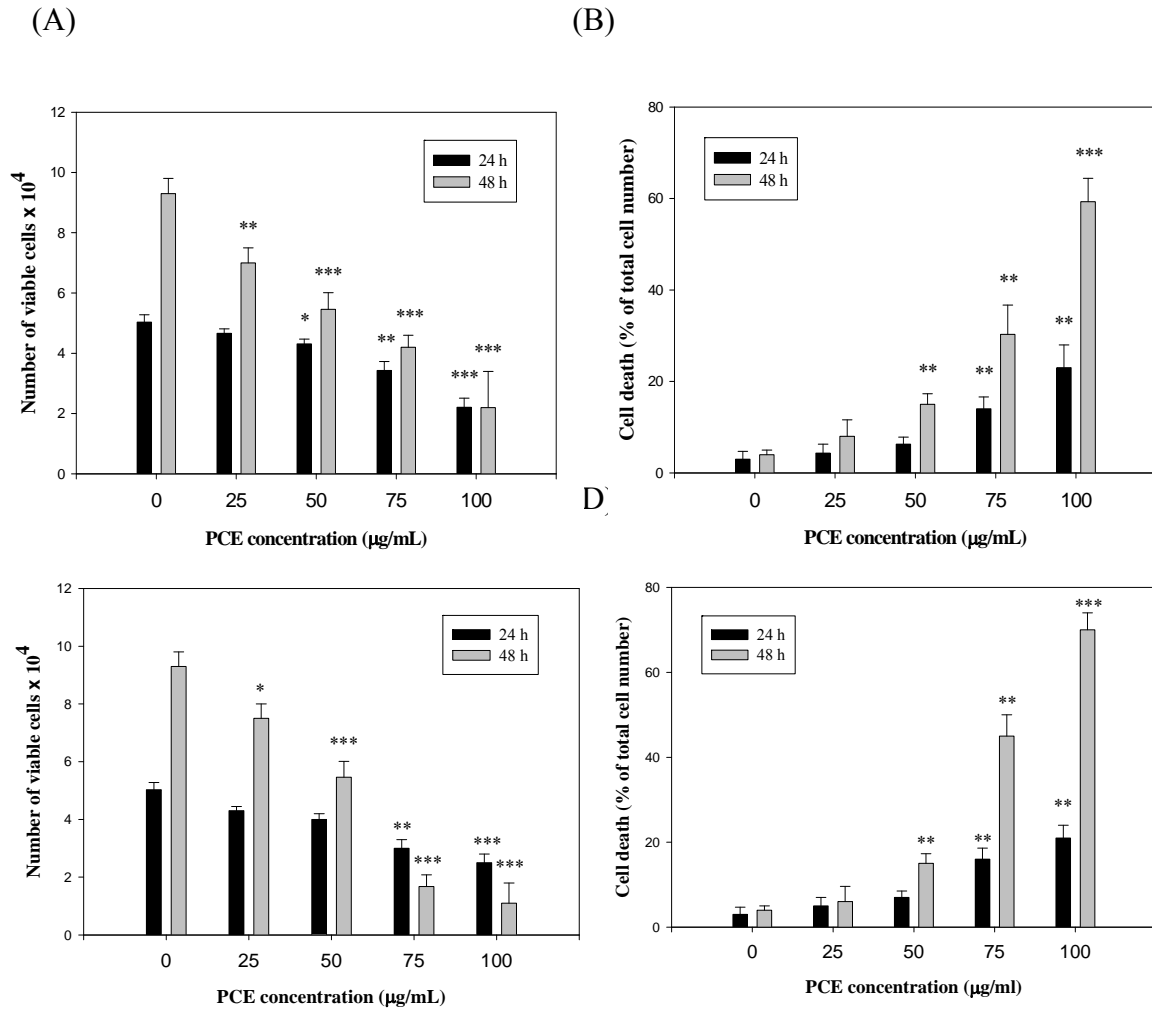 (A)
(B)
Number of viable cells x 10⁴
12
10
8
6
4
2
0
24 h
48 h
**
***
*
***
**
***
***
***
0 25 50 75 100
PCE concentration (μg/mL)
Cell death (% of total cell number)
80
60
40
20
0
24 h
48 h
**
**
**
**
***
0 25 50 75 100
PCE concentration (μg/mL)
D)
Number of viable cells x 10⁴
12
10
8
6
4
2
0
24 h
48 h
*
***
**
***
***
***
0 25 50 75 100
PCE concentration (μg/mL)
Cell death (% of total cell number)
80
60
40
20
0
24 h
48 h
**
**
**
**
***
0 25 50 75 100
PCE concentration (μg/ml)